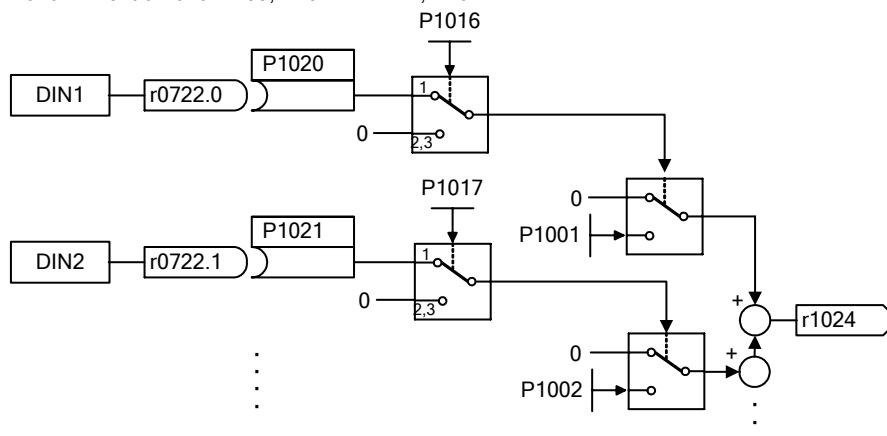 P1016
P1020
DIN1
r0722.0
1
0
2,3
P1017
0
P1001
P1021
DIN2
r0722.1
1
0
2,3
+
r1024
0
+
P1002